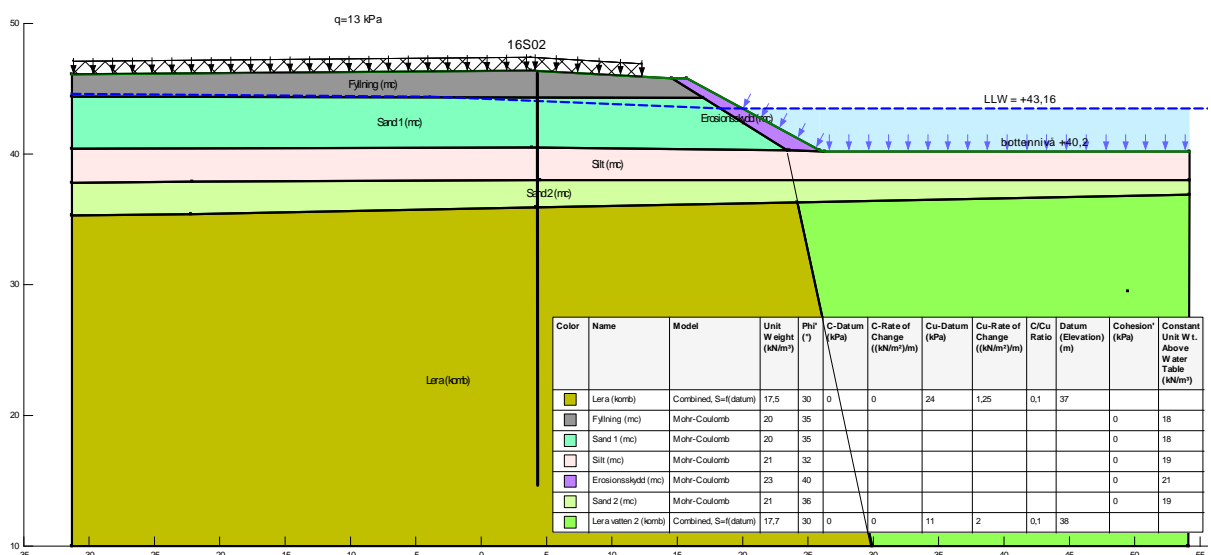 50
q=13 kPa
16S02
Fyllning (mc)
LLW = +43,16
Sand 1 (mc)
Erosionsskydd (mc)
bottennivå +40,2
40
Silt (mc)
Sand 2 (mc)
30
Color Name Model Unit Weight (kN/m³) Phi' (°) C-Datum (kPa) C-Rate of Change ((kN/m²)/m) Cu-Datum (kPa) Cu-Rate of Change ((kN/m²)/m) C/Cu Ratio Datum (Elevation) (m) Cohesion' (kPa) Constant Unit Wt. Above Water Table (kN/m³)
Lera (komb)
Lera (komb) Combined, S=f(datum) 17,5 30 0 0 24 1,25 0,1 37
Fyllning (mc) Mohr-Coulomb 20 35 0 18
20
Sand 1 (mc) Mohr-Coulomb 20 35 0 18
Silt (mc) Mohr-Coulomb 21 32 0 19
Erosionsskydd (mc) Mohr-Coulomb 23 40 0 21
Sand 2 (mc) Mohr-Coulomb 21 36 0 19
Lera vatten 2 (komb) Combined, S=f(datum) 17,7 30 0 0 11 2 0,1 38
10